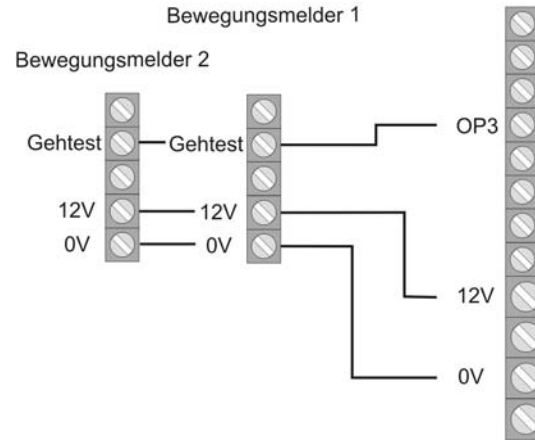 Bewegungsmelder 1
Bewegungsmelder 2
Gehtest
Gehtest
OP3
12V
12V
0V
0V
12V
0V